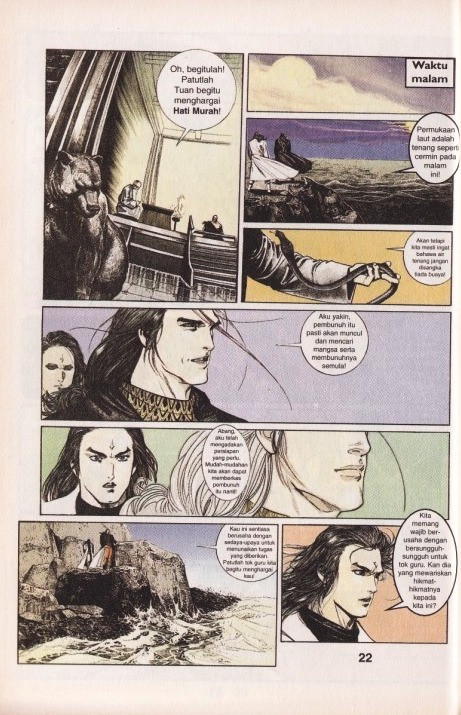 Oh, begitulah!
Patutlah
Tuan begitu
menghargai
Hati Murah!
Waktu
malam
Permukaan
laut adalah
tenang seperti
cermin pada
malam
ini!
Akan tetapi
kita mesti ingat
bahawa air
tenang jangan
disangka
tiada buaya!
Aku yakin,
pembunuh itu
pasti akan muncul
dan mencari
mangsa serta
membunuhnya
semula!
Abang,
aku telah
mengadakan
persiapan
yang perlu.
Mudah-mudahan
kita akan dapat
memberkas
pembunuh
itu nanti!
Kau ini sentiasa
berusaha dengan
sedaya-upaya untuk
menunaikan tugas
yang diberikan.
Patutlah tok guru kita
begitu menghargai
kau!
Kita
memang
wajib ber-
usaha dengan
bersungguh-
sungguh untuk
tok guru. Kan dia
yang mewariskan
hikmat-
hikmatnya
kepada
kita ini?
22